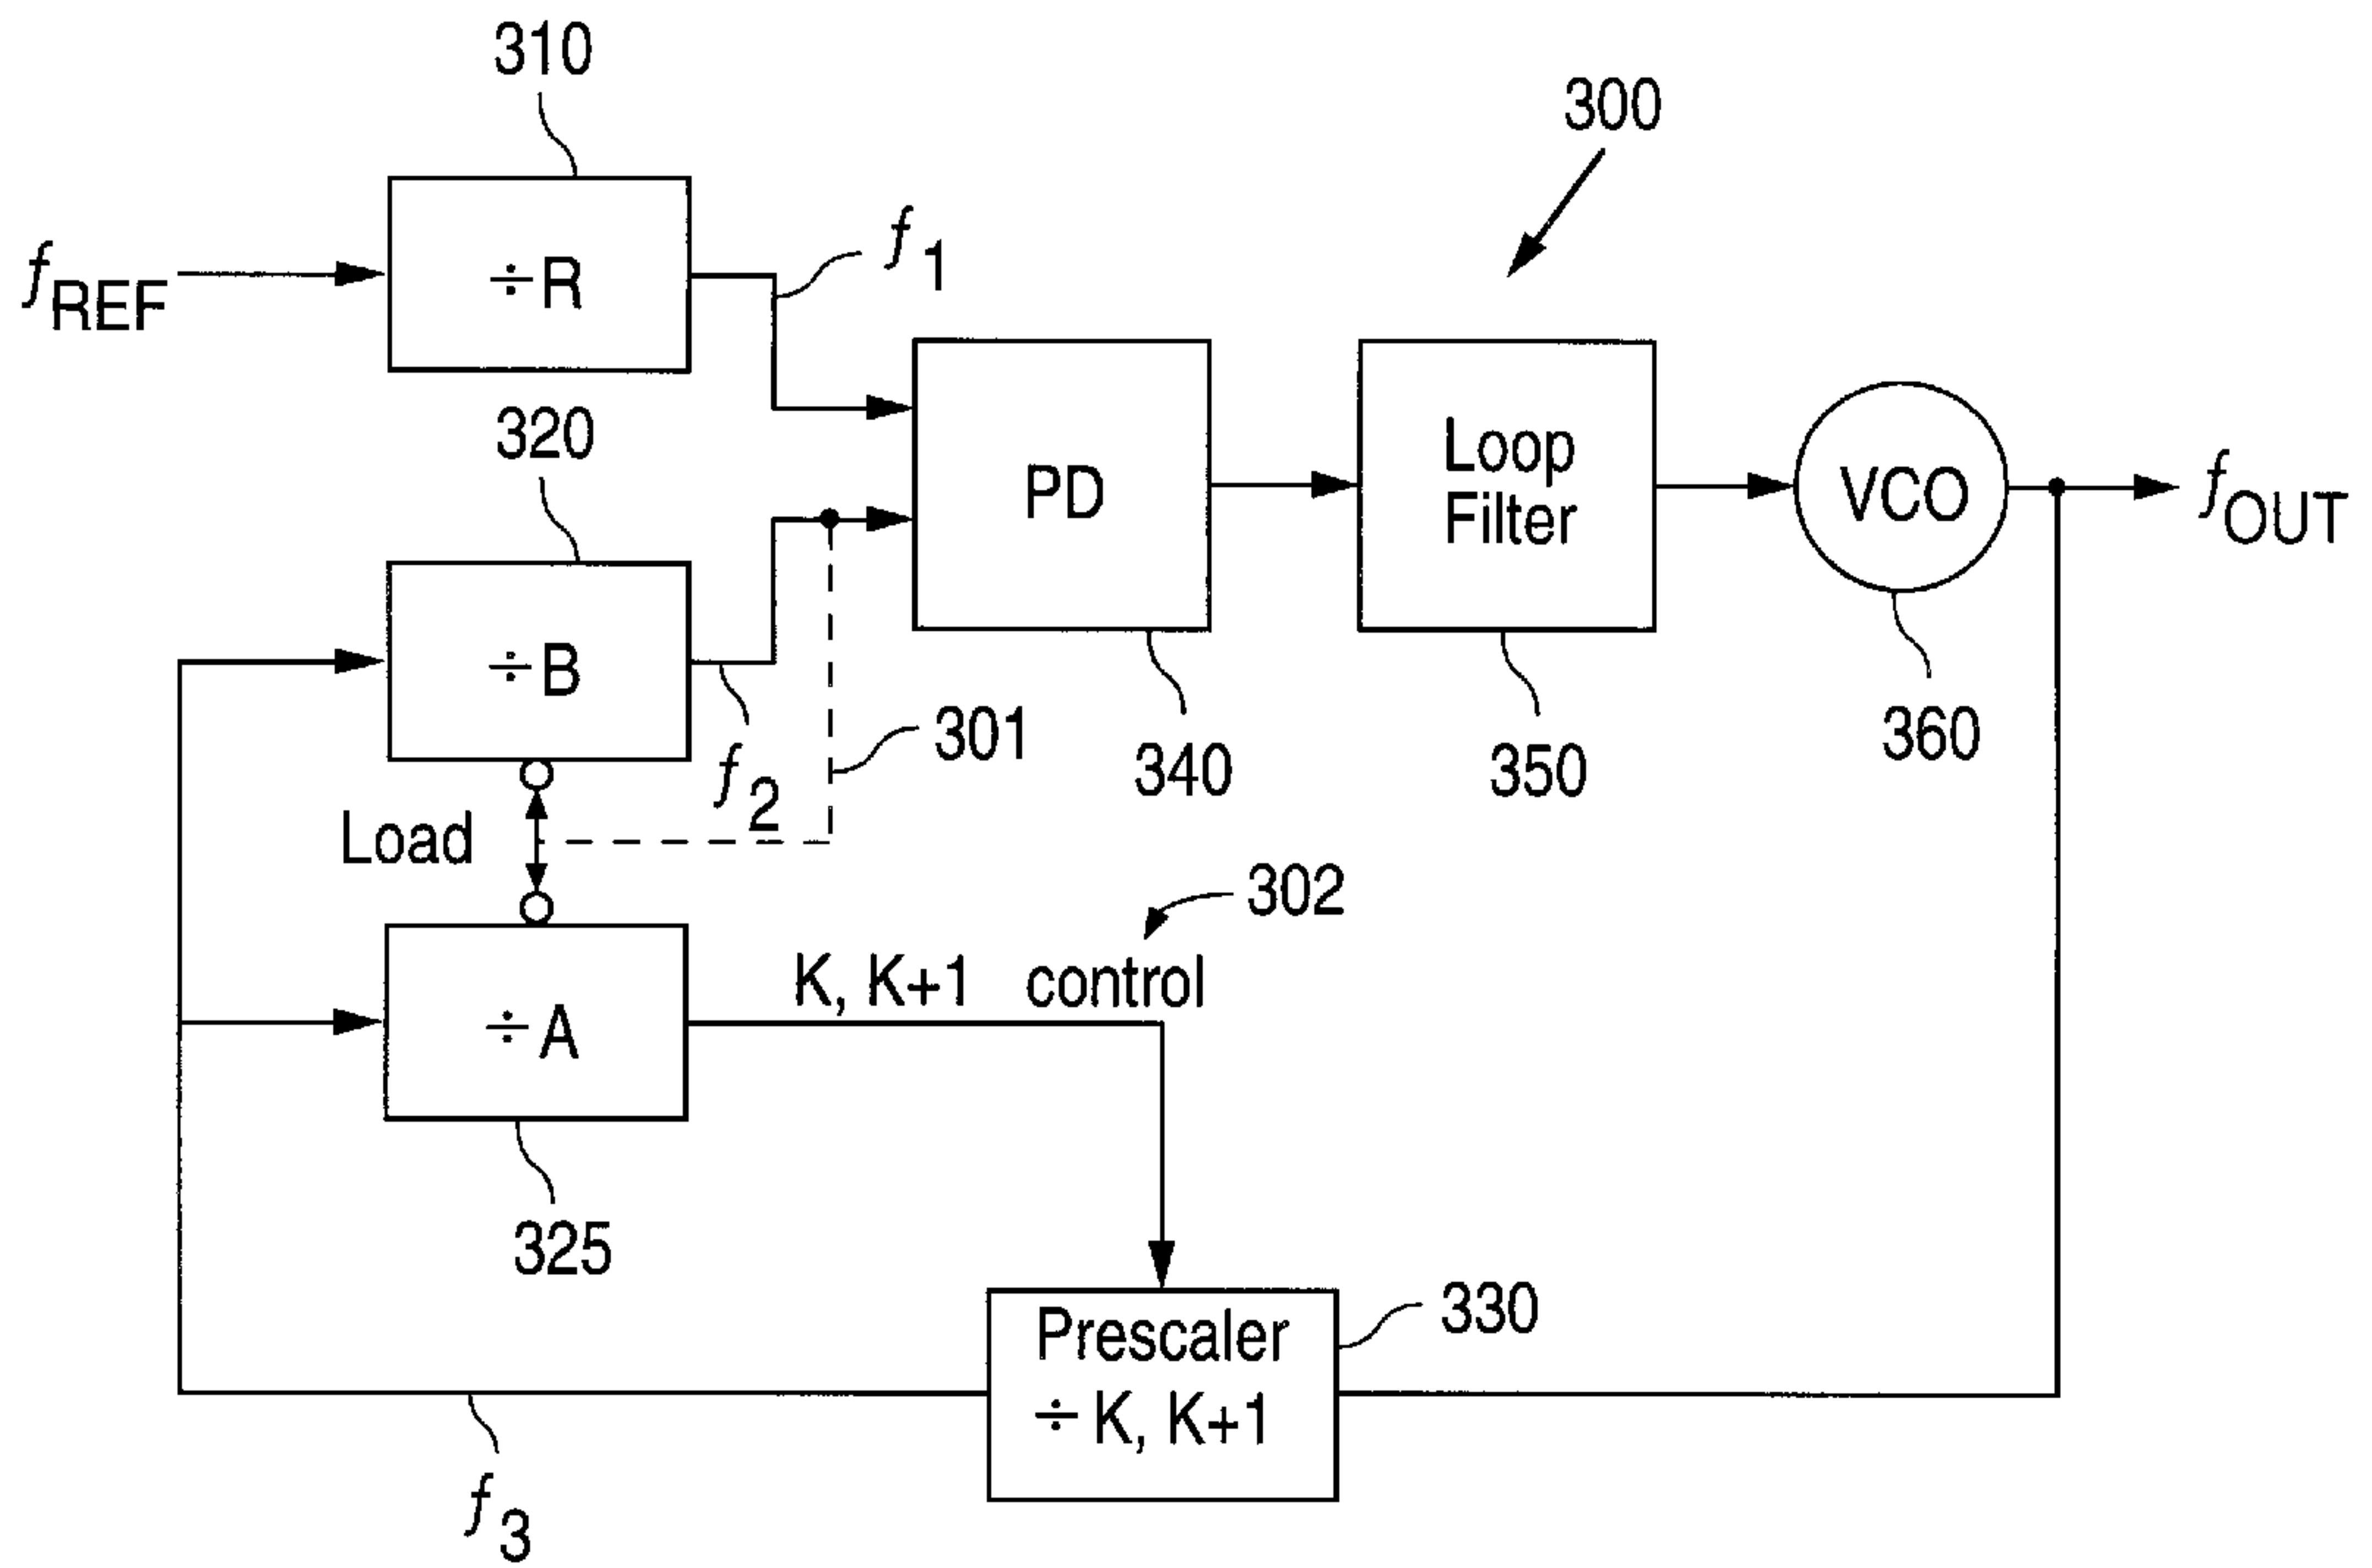 310
300
f1
÷R
fREF
320
Loop
Filter
PD
VCO
fOUT
÷B
301
f2
340
350
360
Load
302
K, K+1 control
÷A
325
330
Prescaler
÷K, K+1
f3